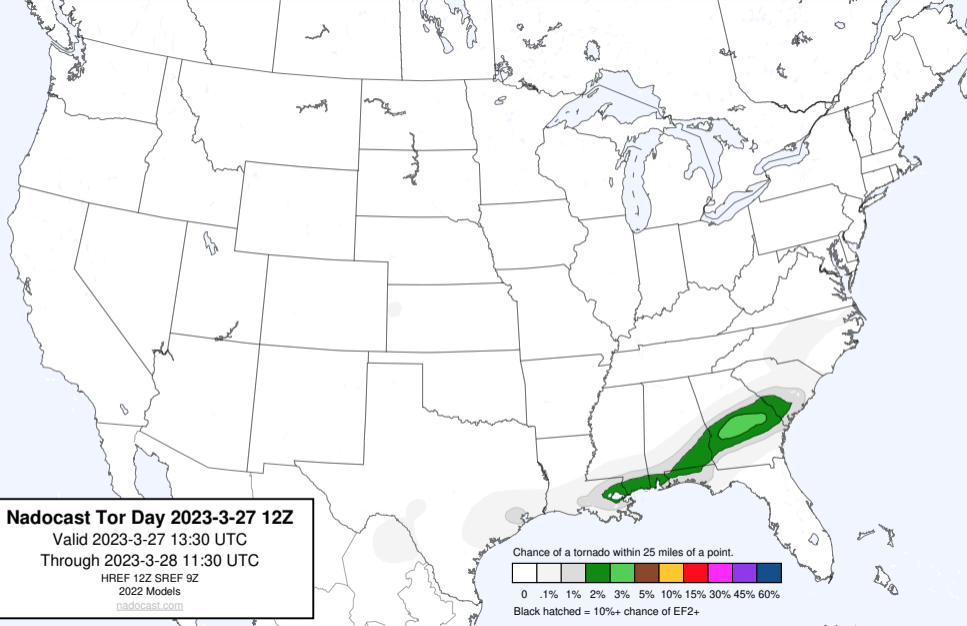 Nadocast Tor Day 2023-3-27 12Z
Valid 2023-3-27 13:30 UTC
Through 2023-3-28 11:30 UTC
HREF 12Z SREF 9Z
2022 Models
nadocast.com
Chance of a tornado within 25 miles of a point.
0 .1% 1% 2% 3% 5% 10% 15% 30% 45% 60%
Black hatched = 10%+ chance of EF2+